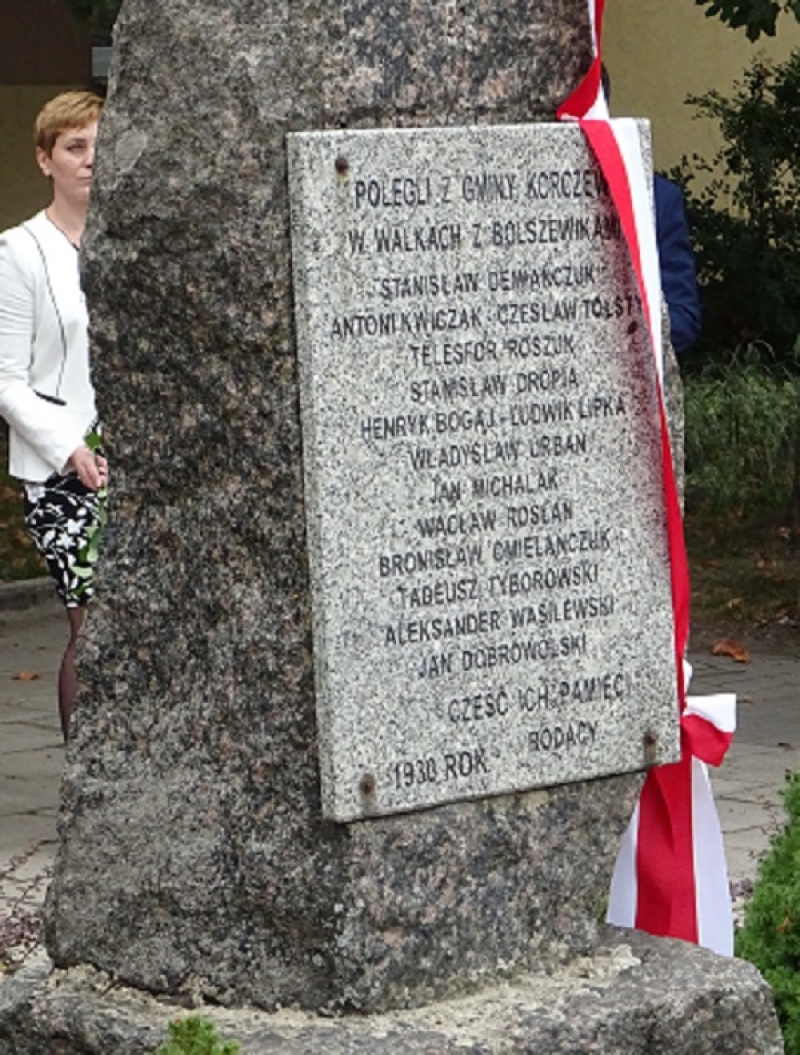 POLEGLI Z GMINY KORCZEW
W WALKACH Z BOLSZEWIKAMI
STANISŁAW DEMIAŃCZUK
ANTONI KWICZAK - CZESŁAW TOŁSTY
TELESFOR ROSZUK
STANISŁAW DROPIA
HENRYK BOGAJ - LUDWIK LIPKA
WŁADYSŁAW URBAN
JAN MICHALAK
WACŁAW ROSŁAN
BRONISŁAW ĆMIELAŃCZUK
TADEUSZ TYBOROWSKI
ALEKSANDER WASILEWSKI
JAN DOBROWOLSKI
CZEŚĆ ICH PAMIĘCI
RODACY
1930 ROK